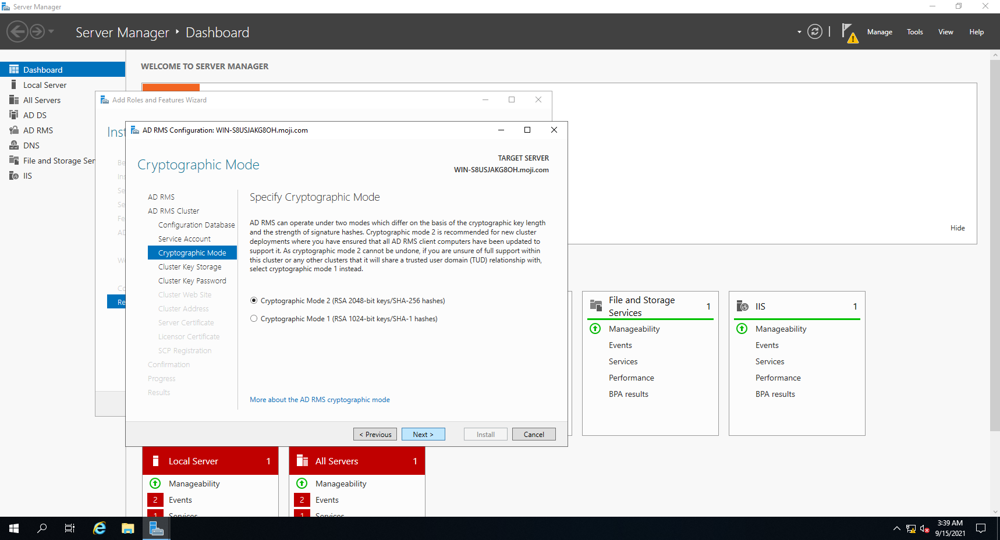 Server Manager
Server Manager ‣ Dashboard
Manage
Tools
View
Help
Dashboard
Local Server
All Servers
AD DS
AD RMS
DNS
File and Storage Ser
IIS
WELCOME TO SERVER MANAGER
Hide
Add Roles and Features Wizard
Inst
Be
Ins
Se
Se
Fe
AD
We
Co
Re
AD RMS Configuration: WIN-S8USJAKG8OH.moji.com
Cryptographic Mode
TARGET SERVER
WIN-S8USJAKG8OH.moji.com
AD RMS
AD RMS Cluster
Configuration Database
Service Account
Cryptographic Mode
Cluster Key Storage
Cluster Key Password
Cluster Web Site
Cluster Address
Server Certificate
Licensor Certificate
SCP Registration
Confirmation
Progress
Results
Specify Cryptographic Mode
AD RMS can operate under two modes which differ on the basis of the cryptographic key length
and the strength of signature hashes. Cryptographic mode 2 is recommended for new cluster
deployments where you have ensured that all AD RMS client computers have been updated to
support it. As cryptographic mode 2 cannot be undone, if you are unsure of full support within
this cluster or any other clusters that it will share a trusted user domain (TUD) relationship with,
select cryptographic mode 1 instead.
Cryptographic Mode 2 (RSA 2048-bit keys/SHA-256 hashes)
Cryptographic Mode 1 (RSA 1024-bit keys/SHA-1 hashes)
More about the AD RMS cryptographic mode
< Previous
Next >
Install
Cancel
File and Storage
Services
1
Manageability
Events
Services
Performance
BPA results
IIS
1
Manageability
Events
Services
Performance
BPA results
Local Server
1
Manageability
2 Events
1 Services
All Servers
1
Manageability
2 Events
1 Services
3:39 AM
9/15/2021